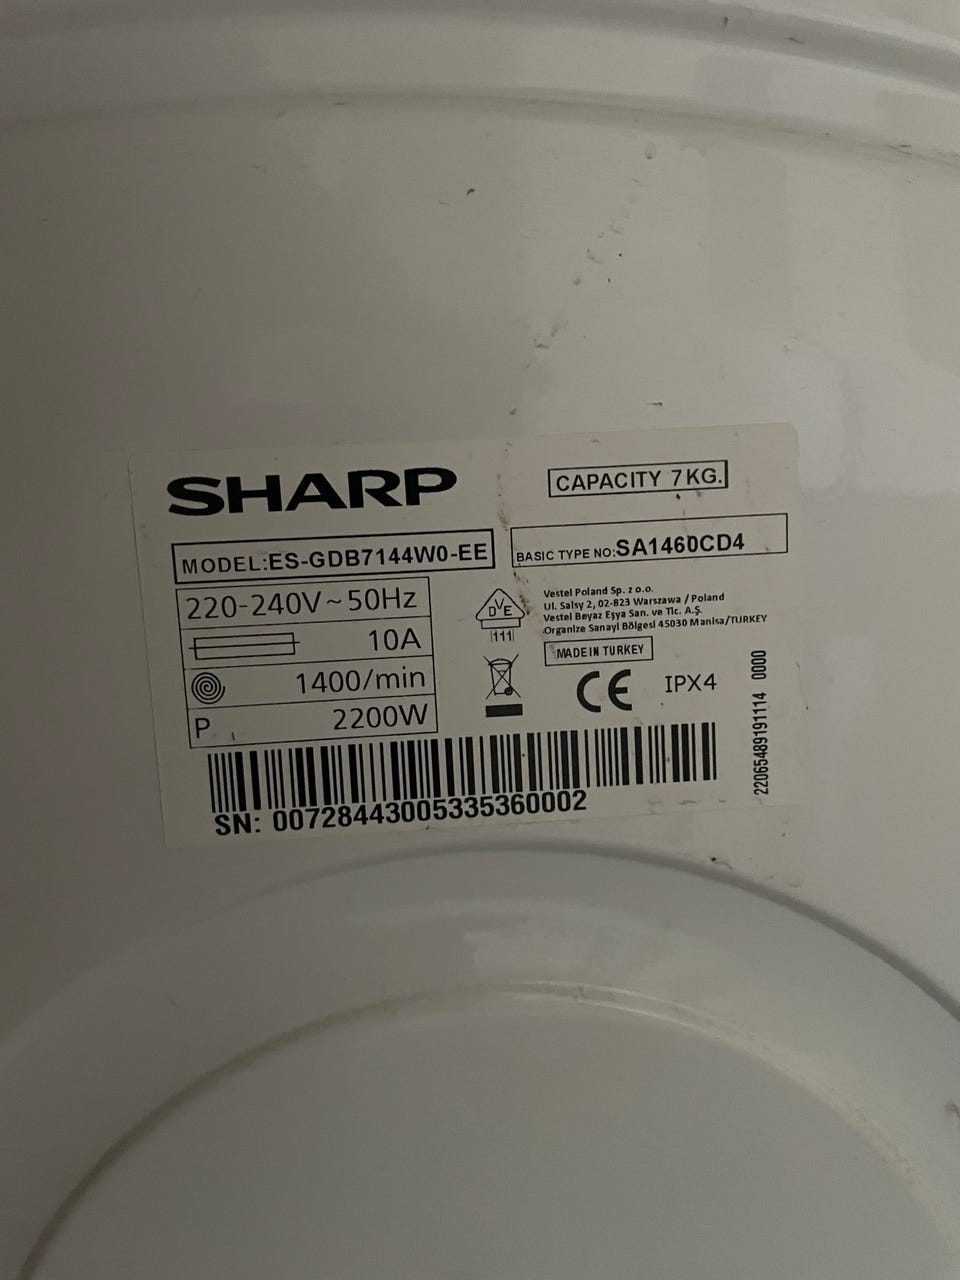 SHARP
CAPACITY 7KG.
MODEL:ES-GDB7144W0-EE
BASIC TYPE NO:SA1460CD4
220-240V~50Hz
10A
1400/min
P 2200W
DVE
111
Vestel Poland Sp. z o.o.
Ul. Salsy 2, 02-823 Warszawa / Poland
Vestel Beyaz Eşya San. ve Tic. A.Ş.
Organize Sanayi Bölgesi 45030 Manisa/TURKEY
MADE IN TURKEY
CE IPX4
22065489191114 0000
SN: 00728443005335360002